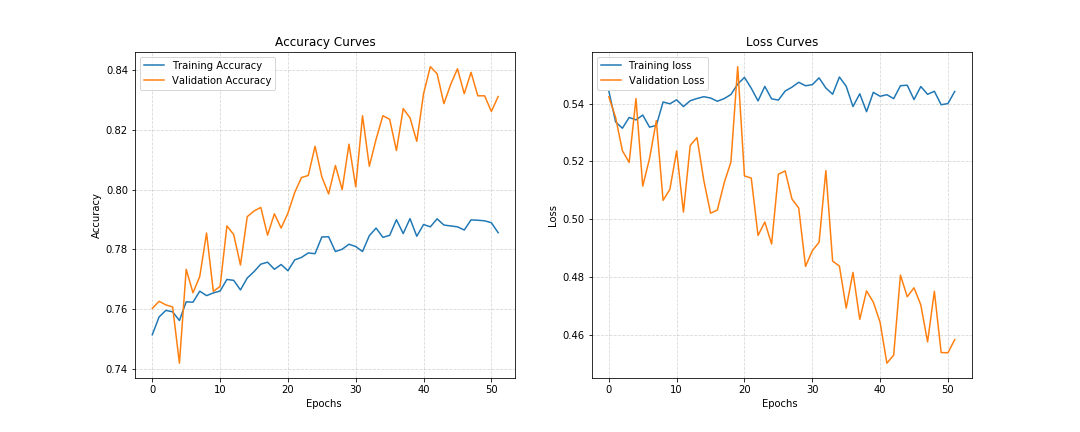 Accuracy Curves
Training Accuracy
Validation Accuracy
0.84
0.82
0.80
0.78
0.76
0.74
Accuracy
0
10
20
30
40
50
Epochs
Loss Curves
Training loss
Validation Loss
0.54
0.52
0.50
0.48
0.46
Loss
0
10
20
30
40
50
Epochs